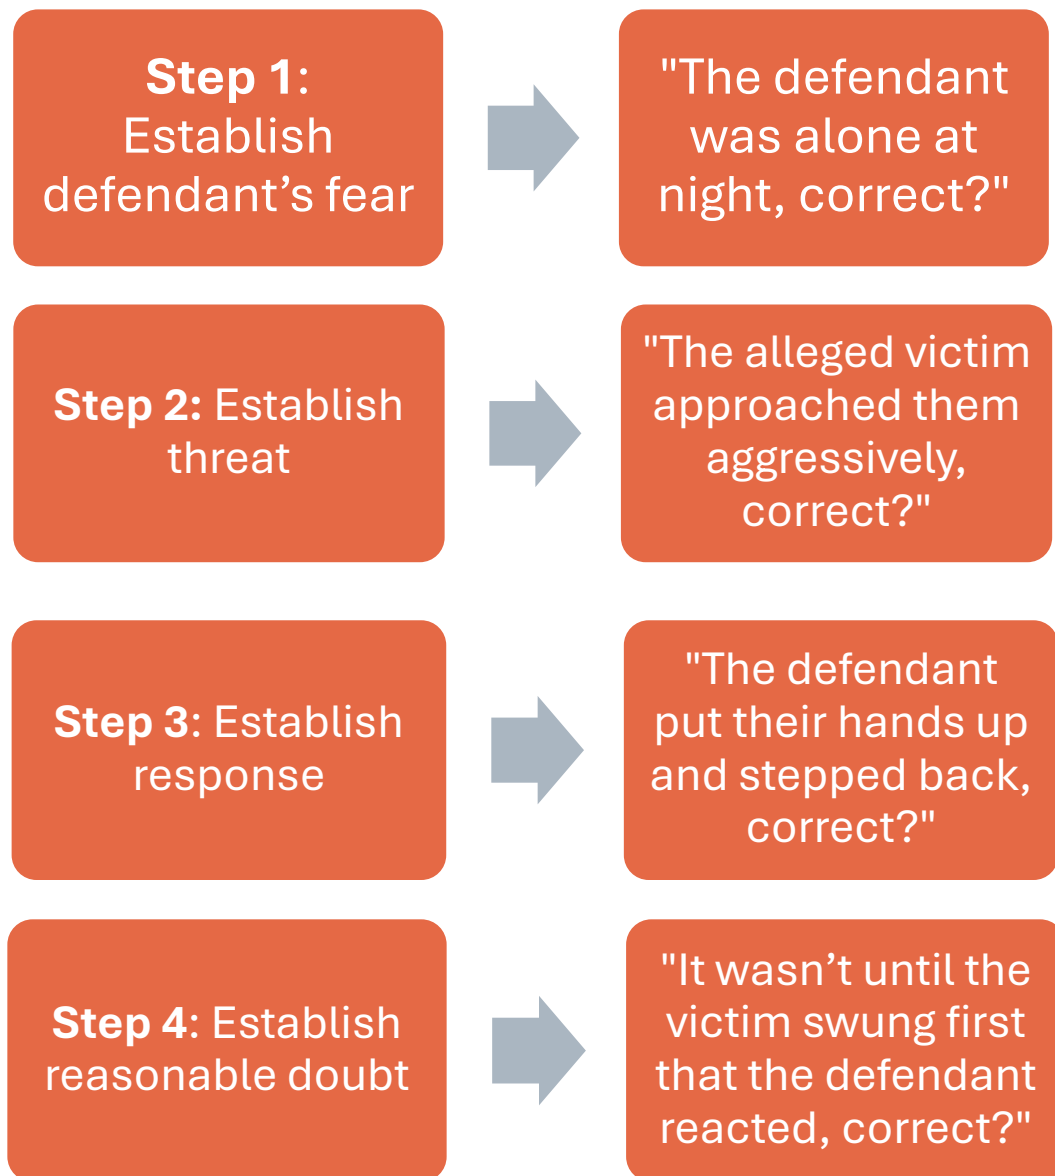 Step 1:
Establish
defendant’s fear
"The defendant
was alone at
night, correct?"
Step 2: Establish
threat
"The alleged victim
approached them
aggressively,
correct?"
Step 3: Establish
response
"The defendant
put their hands up
and stepped back,
correct?"
Step 4: Establish
reasonable doubt
"It wasn’t until the
victim swung first
that the defendant
reacted, correct?"